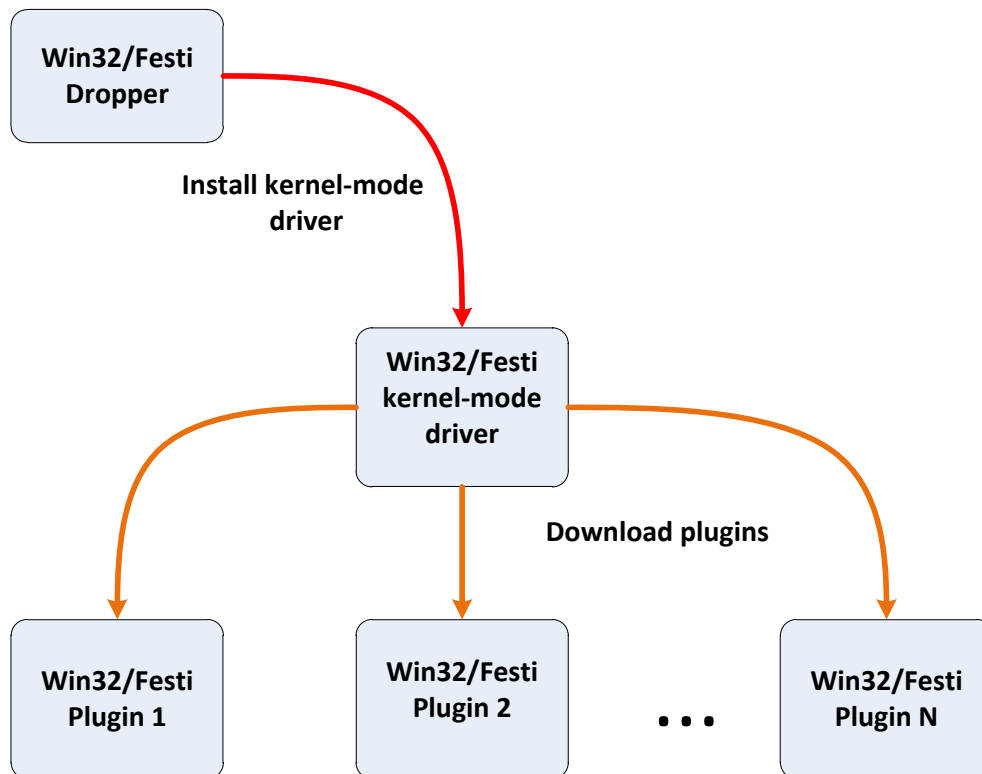 Win32/Festi
Dropper
Install kernel-mode
driver
Win32/Festi
kernel-mode
driver
Download plugins
Win32/Festi
Plugin 1
Win32/Festi
Plugin 2
...
Win32/Festi
Plugin N